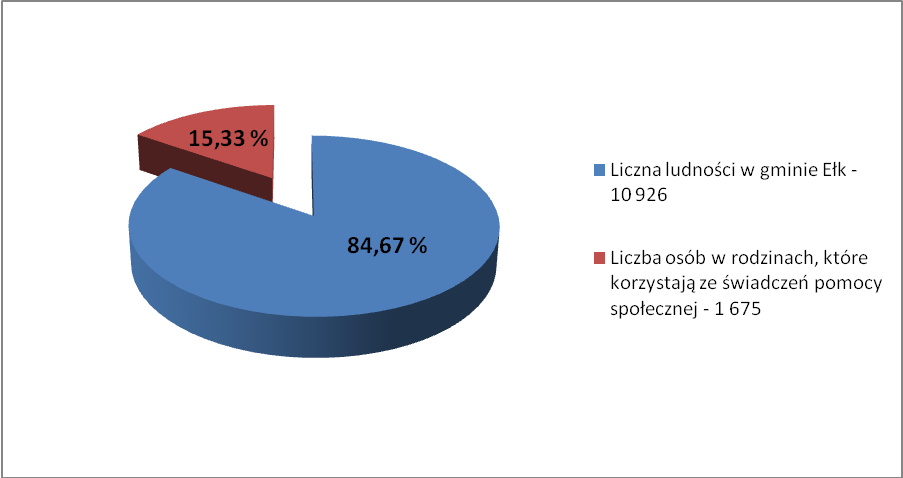 15,33 %
84,67 %
Liczna ludności w gminie Ełk -
10 926
Liczba osób w rodzinach, które
korzystają ze świadczeń pomocy
społecznej - 1 675